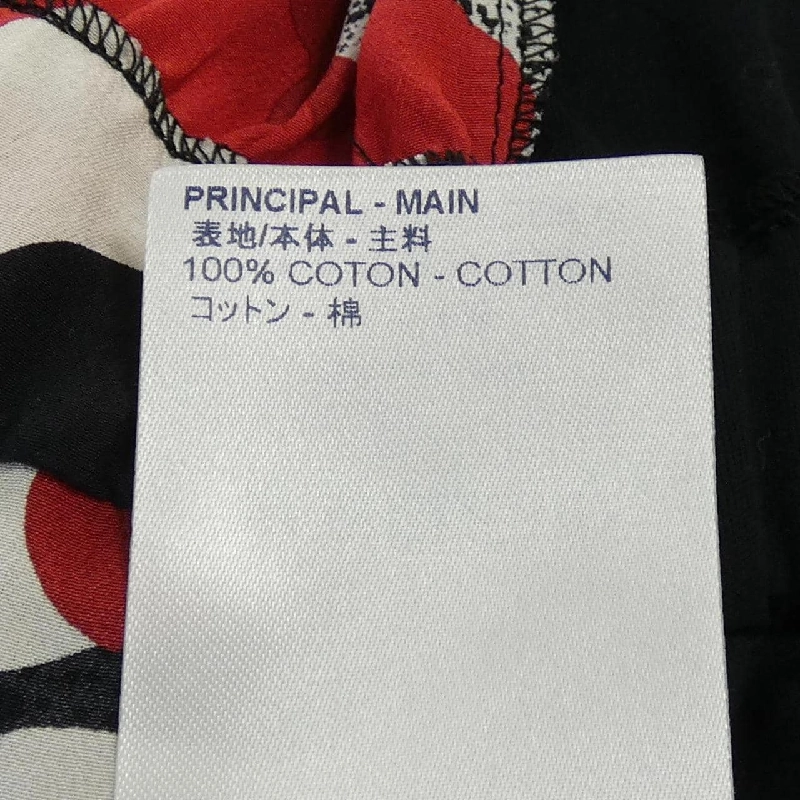 PRINCIPAL - MAIN
表地/本体 - 主料
100% COTON - COTTON
コットン - 棉